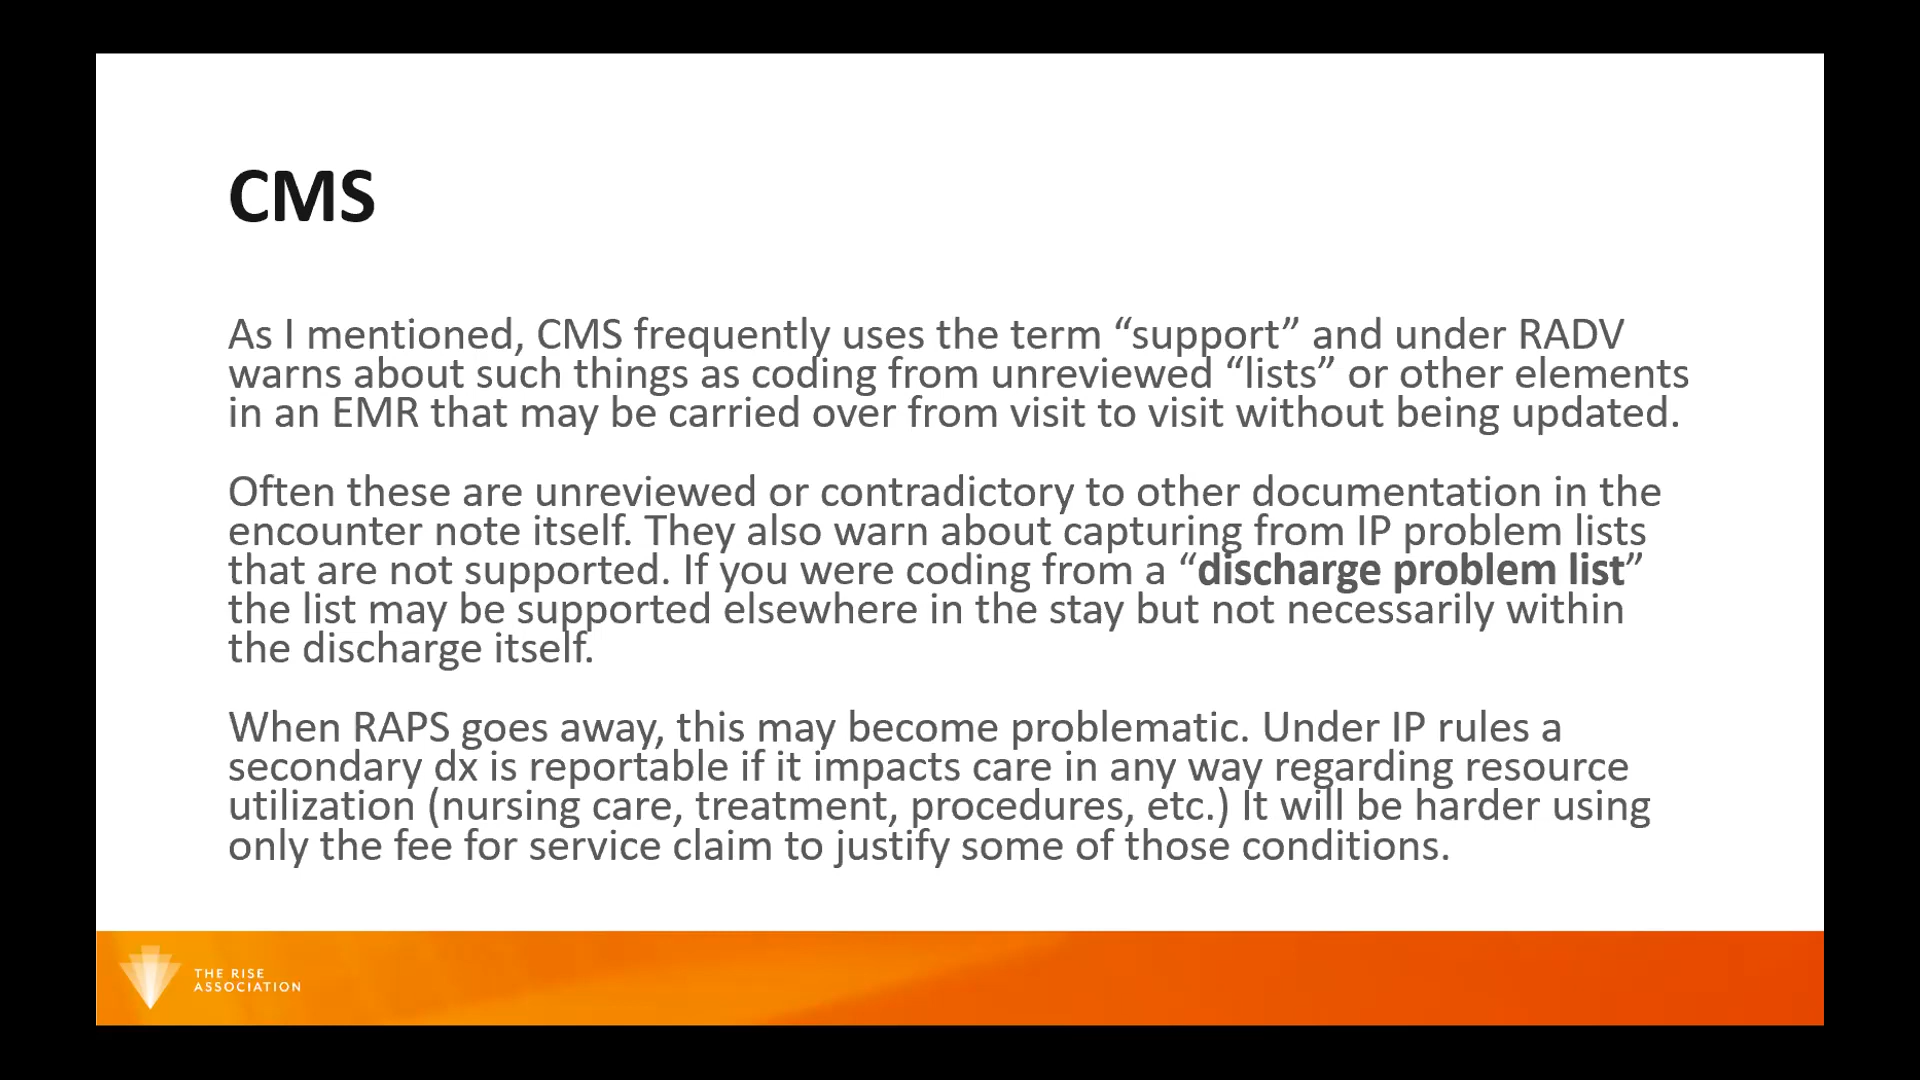 CMS
As I mentioned, CMS frequently uses the term “support” and under RADV
warns about such things as coding from unreviewed “lists” or other elements
in an EMR that may be carried over from visit to visit without being updated.
Often these are unreviewed or contradictory to other documentation in the
encounter note itself. They also warn about capturing from IP problem lists
that are not supported. If you were coding from a “discharge problem list”
the list may be supported elsewhere in the stay but not necessarily within
the discharge itself.
When RAPS goes away, this may become problematic. Under IP rules a
secondary dx is reportable if it impacts care in any way regarding resource
utilization (nursing care, treatment, procedures, etc.) It will be harder using
only the fee for service claim to justify some of those conditions.
THE RISE
ASSOCIATION